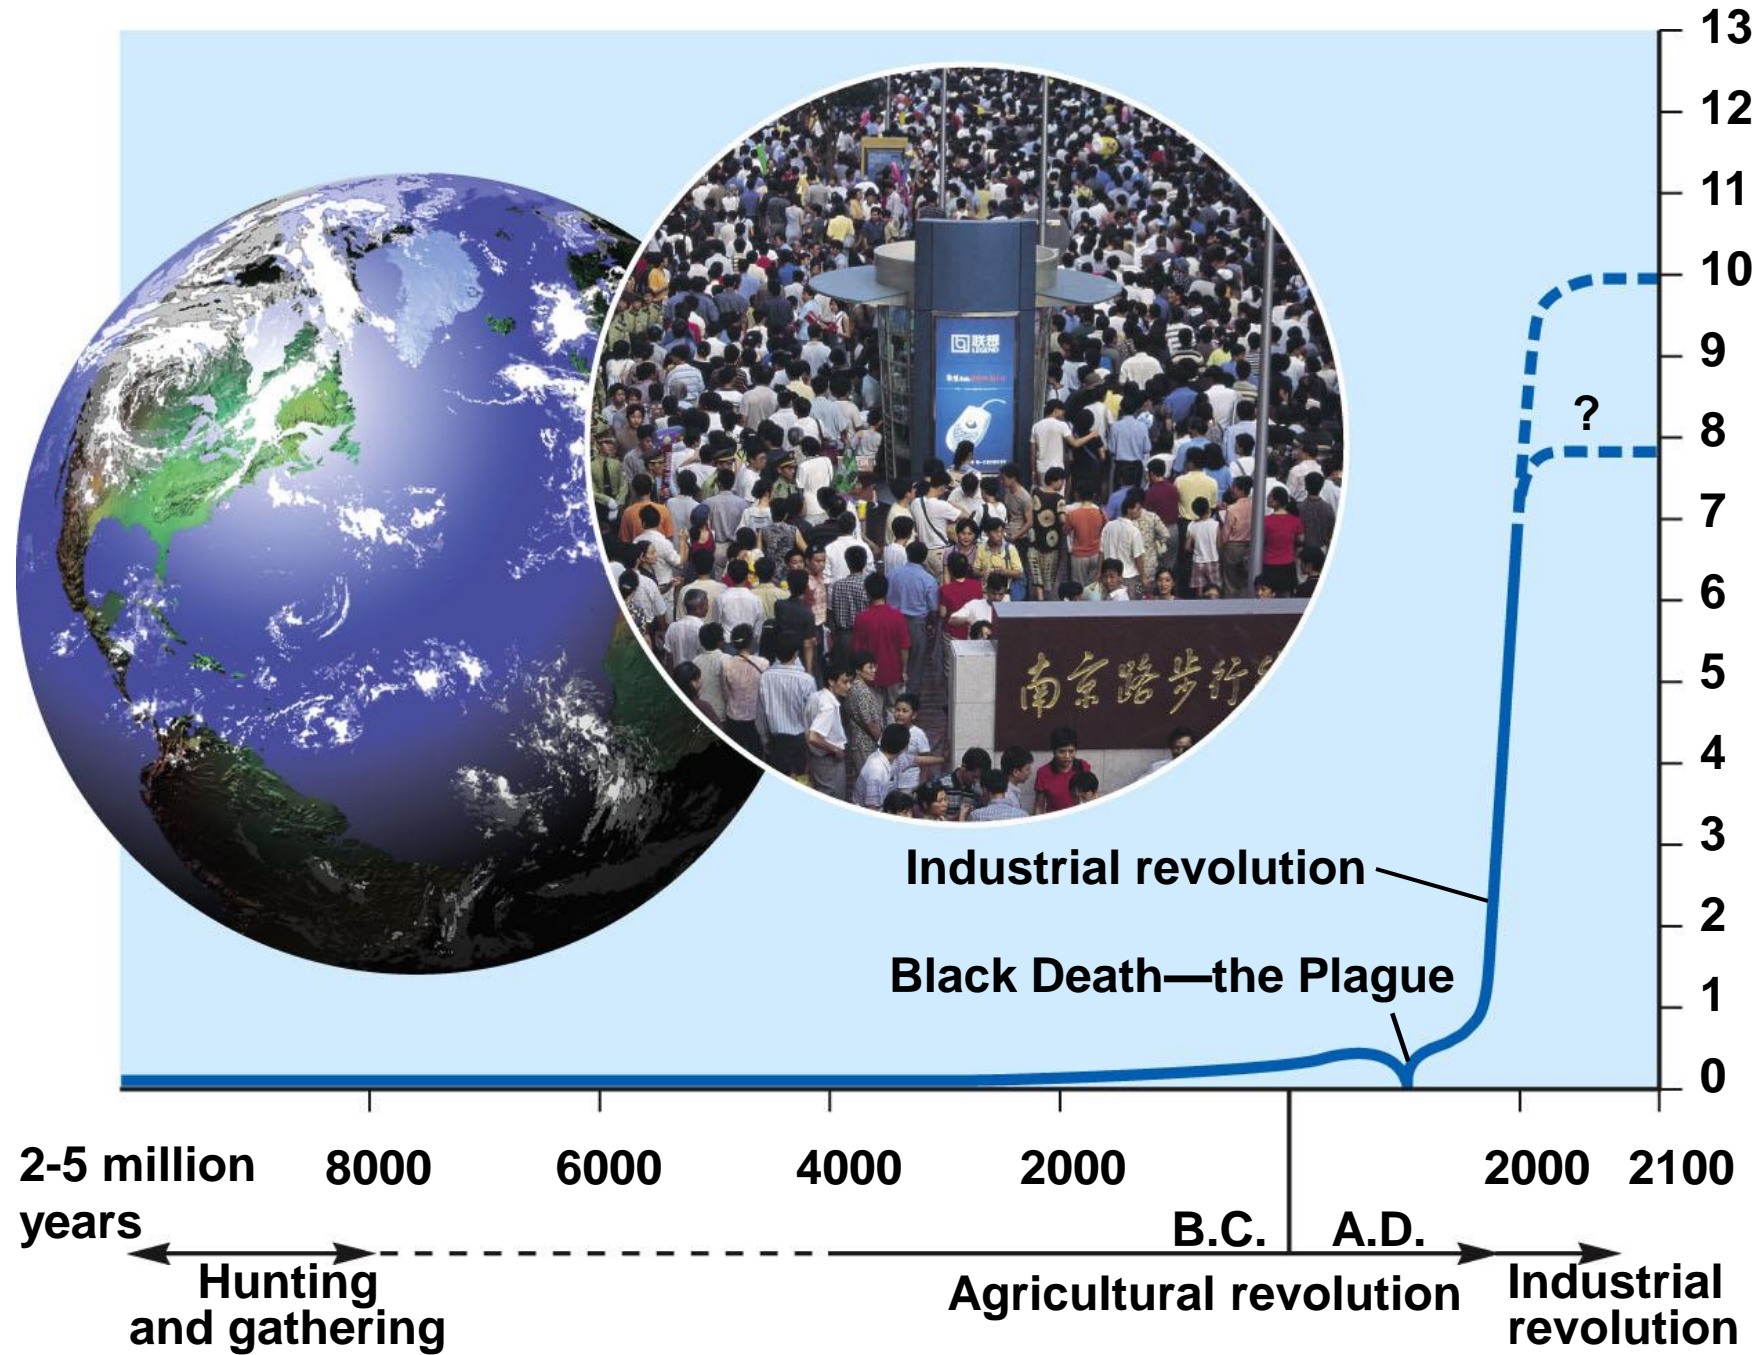 13
12
11
10
9
?
8
7
6
5
4
3
2
1
0
联想
LEGEND
南京路步行
Industrial revolution
Black Death—the Plague
2-5 million
years
8000
6000
4000
2000
2000
2100
B.C.
A.D.
Hunting
and gathering
Agricultural revolution
Industrial
revolution